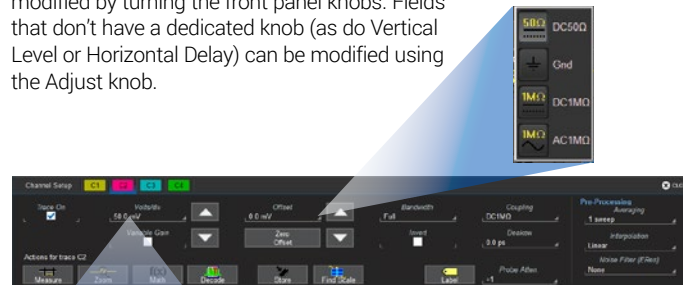 modified by turning the front panel knobs. Fields
that don't have a dedicated knob (as do Vertical
Level or Horizontal Delay) can be modified using
the Adjust knob.
50Ω DC50Ω
Gnd
1MΩ DC1MΩ
1MΩ AC1MΩ
Channel Setup C1 C2 C3 C4
Trace On Volts/div Offset Bandwidth Coupling Pre-Processing
Averaging
50.0 mV 0.0 mV Full DC1MΩ 1 sweep
Variable Gain Zero Offset Invert Deskew Interpolation
0.0 ps Linear
Actions for trace C2 Noise Filter (ERes)
Measure Zoom Math Decode Store Find Scale Label Probe Atten None
÷1